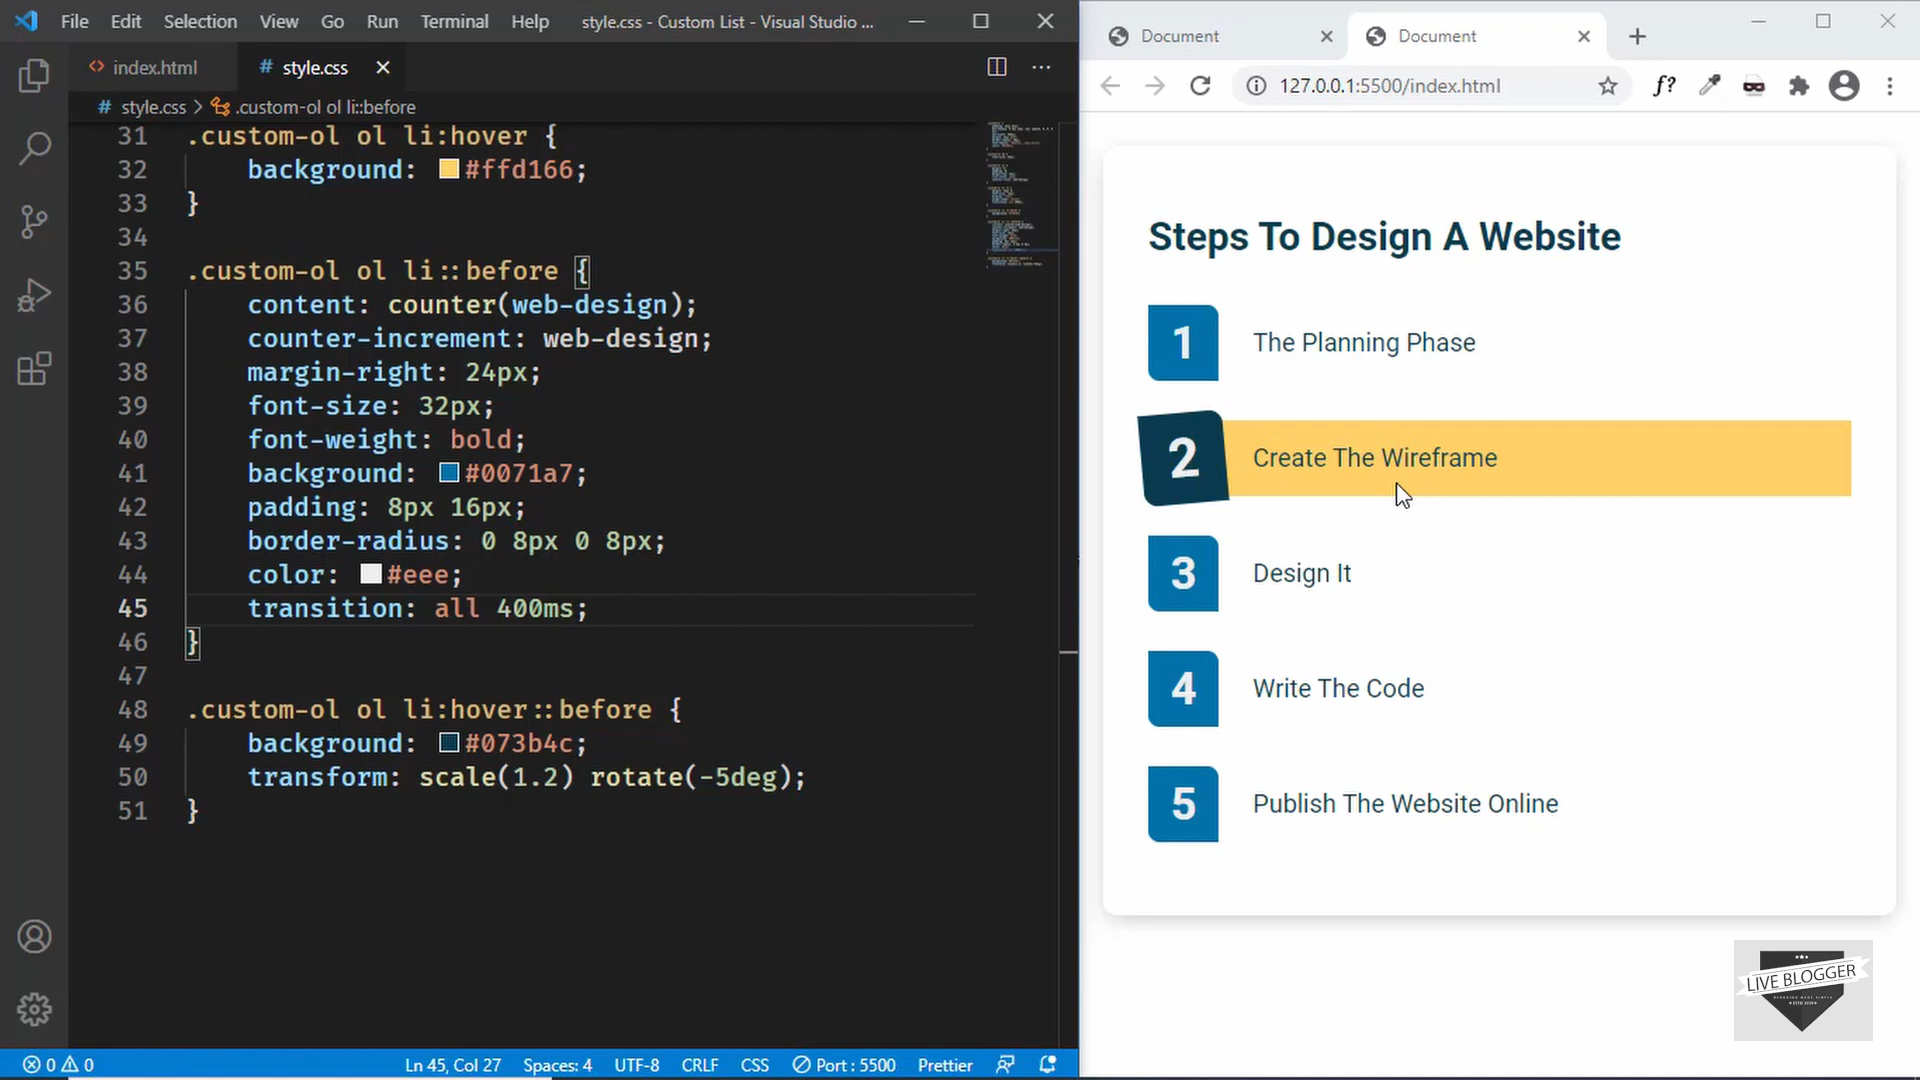 File Edit Selection View Go Run Terminal Help style.css - Custom List - Visual Studio ...
index.html
# style.css
# style.css > .custom-ol ol li::before
31 .custom-ol ol li:hover {
32 background: #ffd166;
33 }
34
35 .custom-ol ol li::before {
36 content: counter(web-design);
37 counter-increment: web-design;
38 margin-right: 24px;
39 font-size: 32px;
40 font-weight: bold;
41 background: #0071a7;
42 padding: 8px 16px;
43 border-radius: 0 8px 0 8px;
44 color: #eee;
45 transition: all 400ms;
46 }
47
48 .custom-ol ol li:hover::before {
49 background: #073b4c;
50 transform: scale(1.2) rotate(-5deg);
51 }
0 0
Ln 45, Col 27 Spaces: 4 UTF-8 CRLF CSS Port : 5500 Prettier
Document
Document
127.0.0.1:5500/index.html
f?
Steps To Design A Website
1 The Planning Phase
2 Create The Wireframe
3 Design It
4 Write The Code
5 Publish The Website Online
LIVE BLOGGER